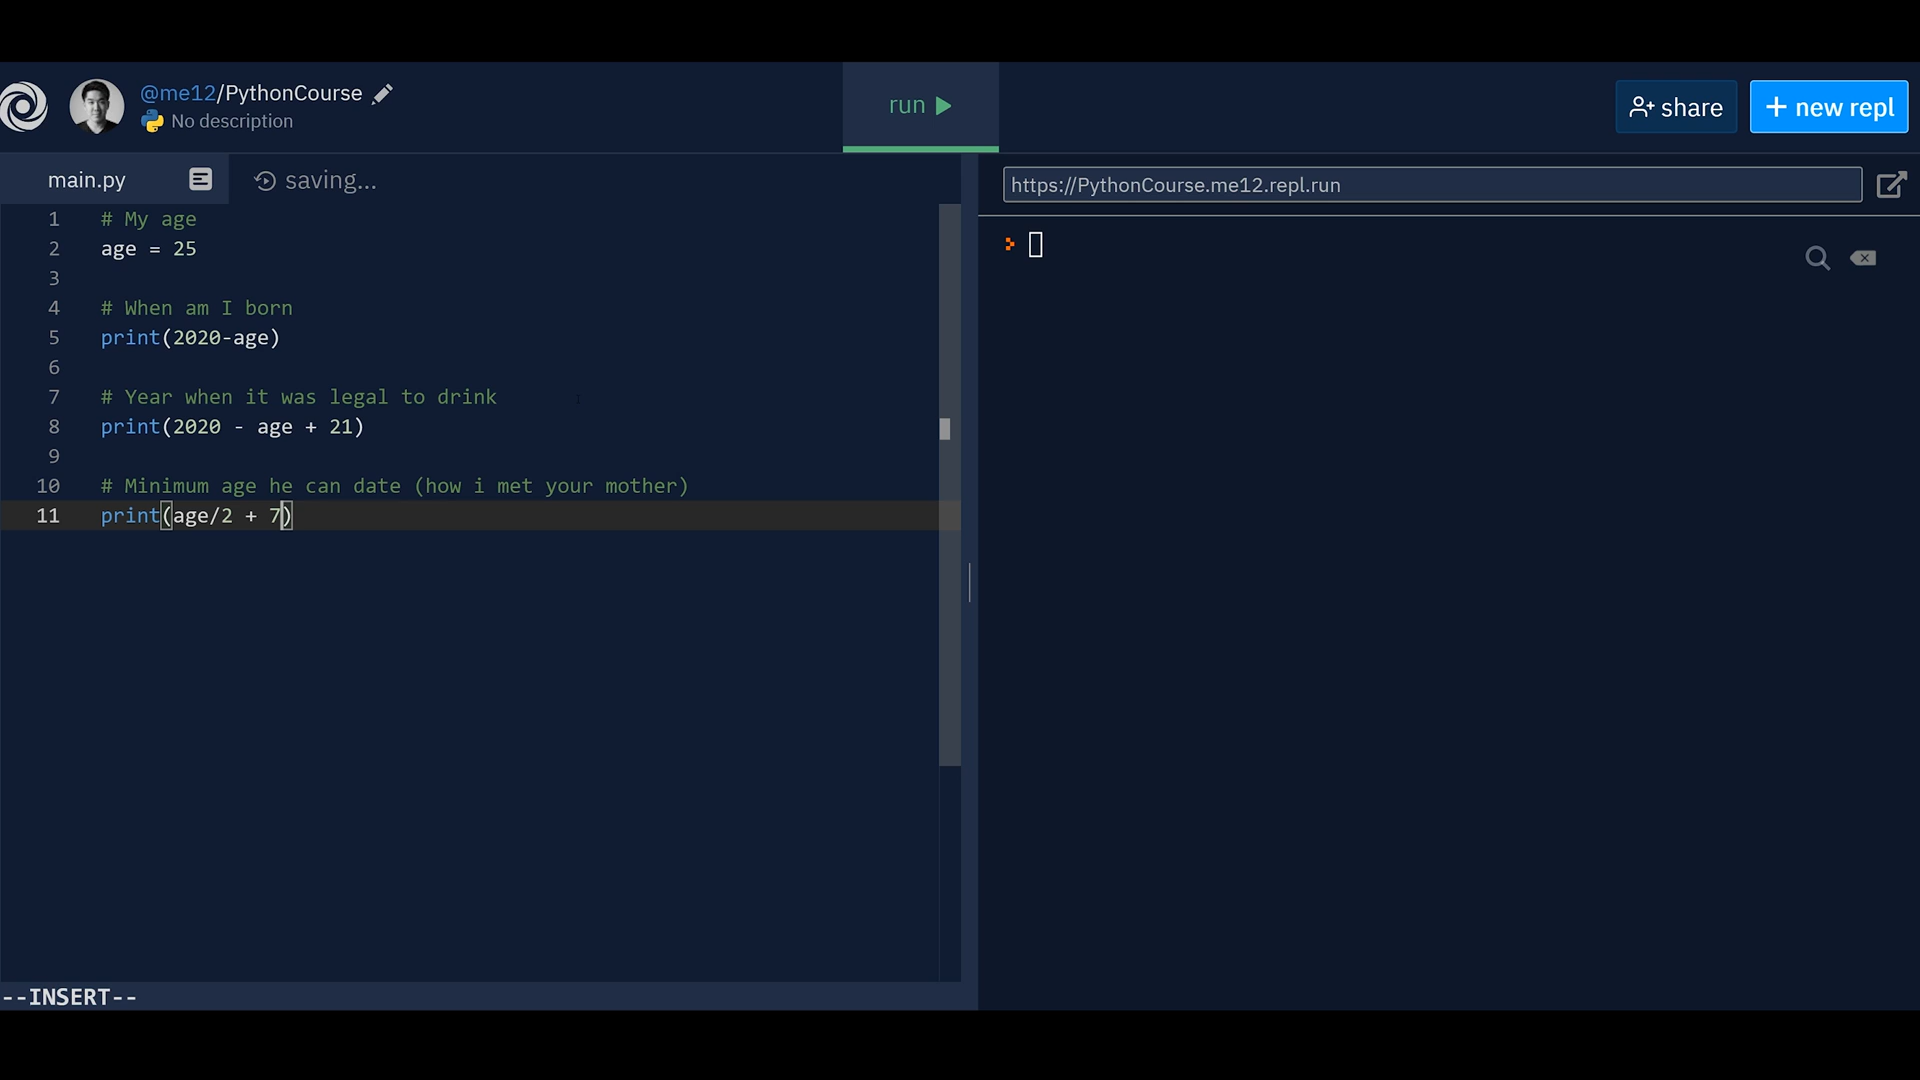 @me12/PythonCourse
No description
run
share
+ new repl
main.py
saving...
https://PythonCourse.me12.repl.run
1 # My age
2 age = 25
3
4 # When am I born
5 print(2020-age)
6
7 # Year when it was legal to drink
8 print(2020 - age + 21)
9
10 # Minimum age he can date (how i met your mother)
11 print(age/2 + 7)
--INSERT--